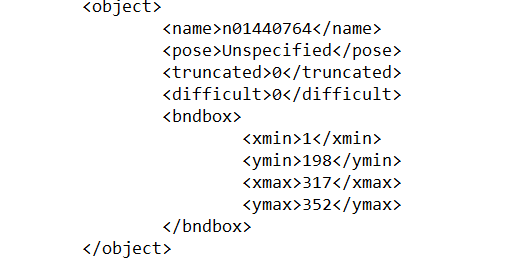 <object>
<name>n01440764</name>
<pose>Unspecified</pose>
<truncated>0</truncated>
<difficult>0</difficult>
<bndbox>
<xmin>1</xmin>
<ymin>198</ymin>
<xmax>317</xmax>
<ymax>352</ymax>
</bndbox>
</object>